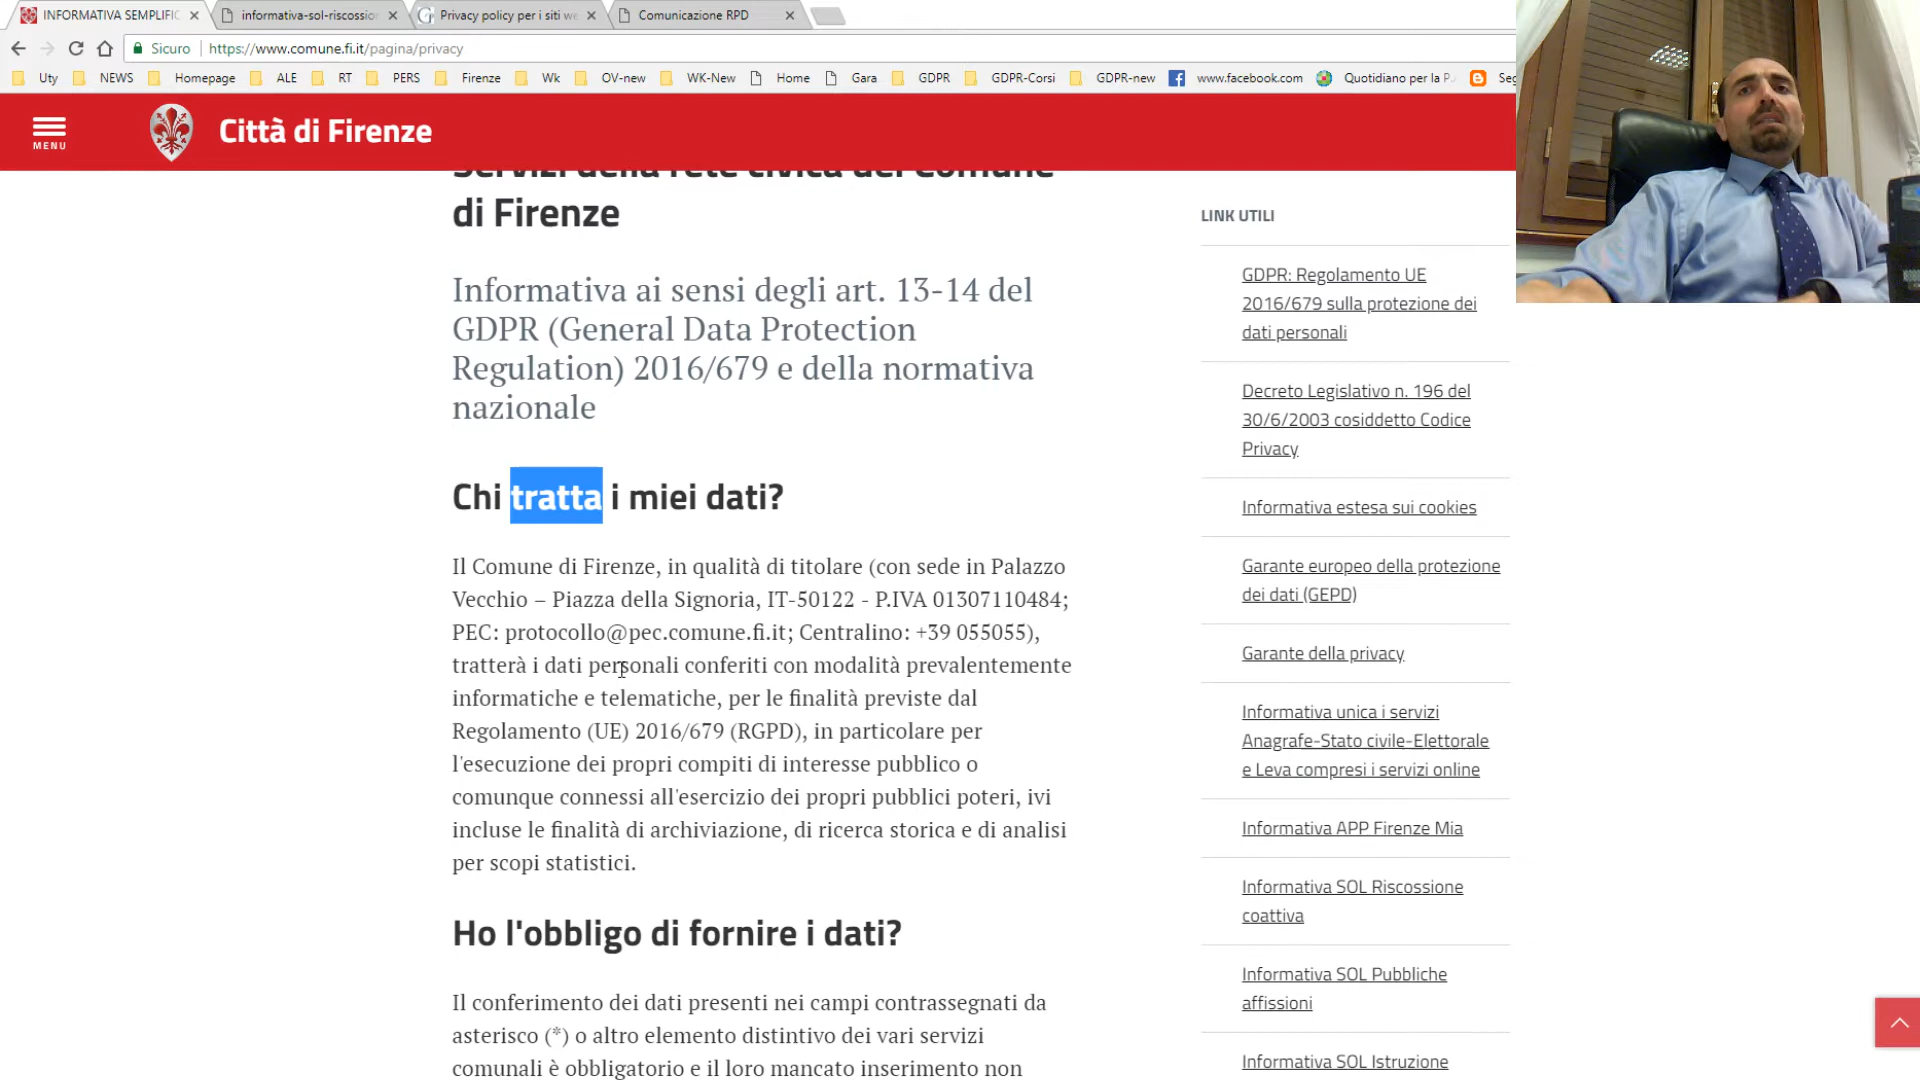 INFORMATIVA SEMPLIFIC
informativa-sol-riscossion
Privacy policy per i siti we
Comunicazione RPD
Sicuro
https://www.comune.fi.it/pagina/privacy
Uty
NEWS
Homepage
ALE
RT
PERS
Firenze
Wk
OV-new
WK-New
Home
Gara
GDPR
GDPR-Corsi
GDPR-new
www.facebook.com
Quotidiano per la P.
Seg
MENU
Città di Firenze
Servizi della rete civica del Comune
di Firenze
Informativa ai sensi degli art. 13-14 del
GDPR (General Data Protection
Regulation) 2016/679 e della normativa
nazionale
Chi tratta i miei dati?
Il Comune di Firenze, in qualità di titolare (con sede in Palazzo
Vecchio – Piazza della Signoria, IT-50122 - P.IVA 01307110484;
PEC: protocollo@pec.comune.fi.it; Centralino: +39 055055),
tratterà i dati personali conferiti con modalità prevalentemente
informatiche e telematiche, per le finalità previste dal
Regolamento (UE) 2016/679 (RGPD), in particolare per
l'esecuzione dei propri compiti di interesse pubblico o
comunque connessi all'esercizio dei propri pubblici poteri, ivi
incluse le finalità di archiviazione, di ricerca storica e di analisi
per scopi statistici.
Ho l'obbligo di fornire i dati?
Il conferimento dei dati presenti nei campi contrassegnati da
asterisco (*) o altro elemento distintivo dei vari servizi
comunali è obbligatorio e il loro mancato inserimento non
LINK UTILI
GDPR: Regolamento UE
2016/679 sulla protezione dei
dati personali
Decreto Legislativo n. 196 del
30/6/2003 cosiddetto Codice
Privacy
Informativa estesa sui cookies
Garante europeo della protezione
dei dati (GEPD)
Garante della privacy
Informativa unica i servizi
Anagrafe-Stato civile-Elettorale
e Leva compresi i servizi online
Informativa APP Firenze Mia
Informativa SOL Riscossione
coattiva
Informativa SOL Pubbliche
affissioni
Informativa SOL Istruzione